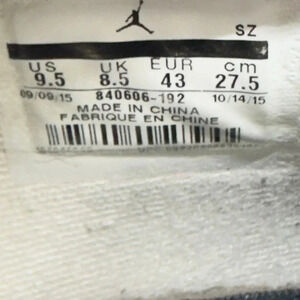 SZ
US UK EUR cm
9.5 8.5 43 27.5
09/09/15 840606-192 10/14/15
MADE IN CHINA
FABRIQUE EN CHINE